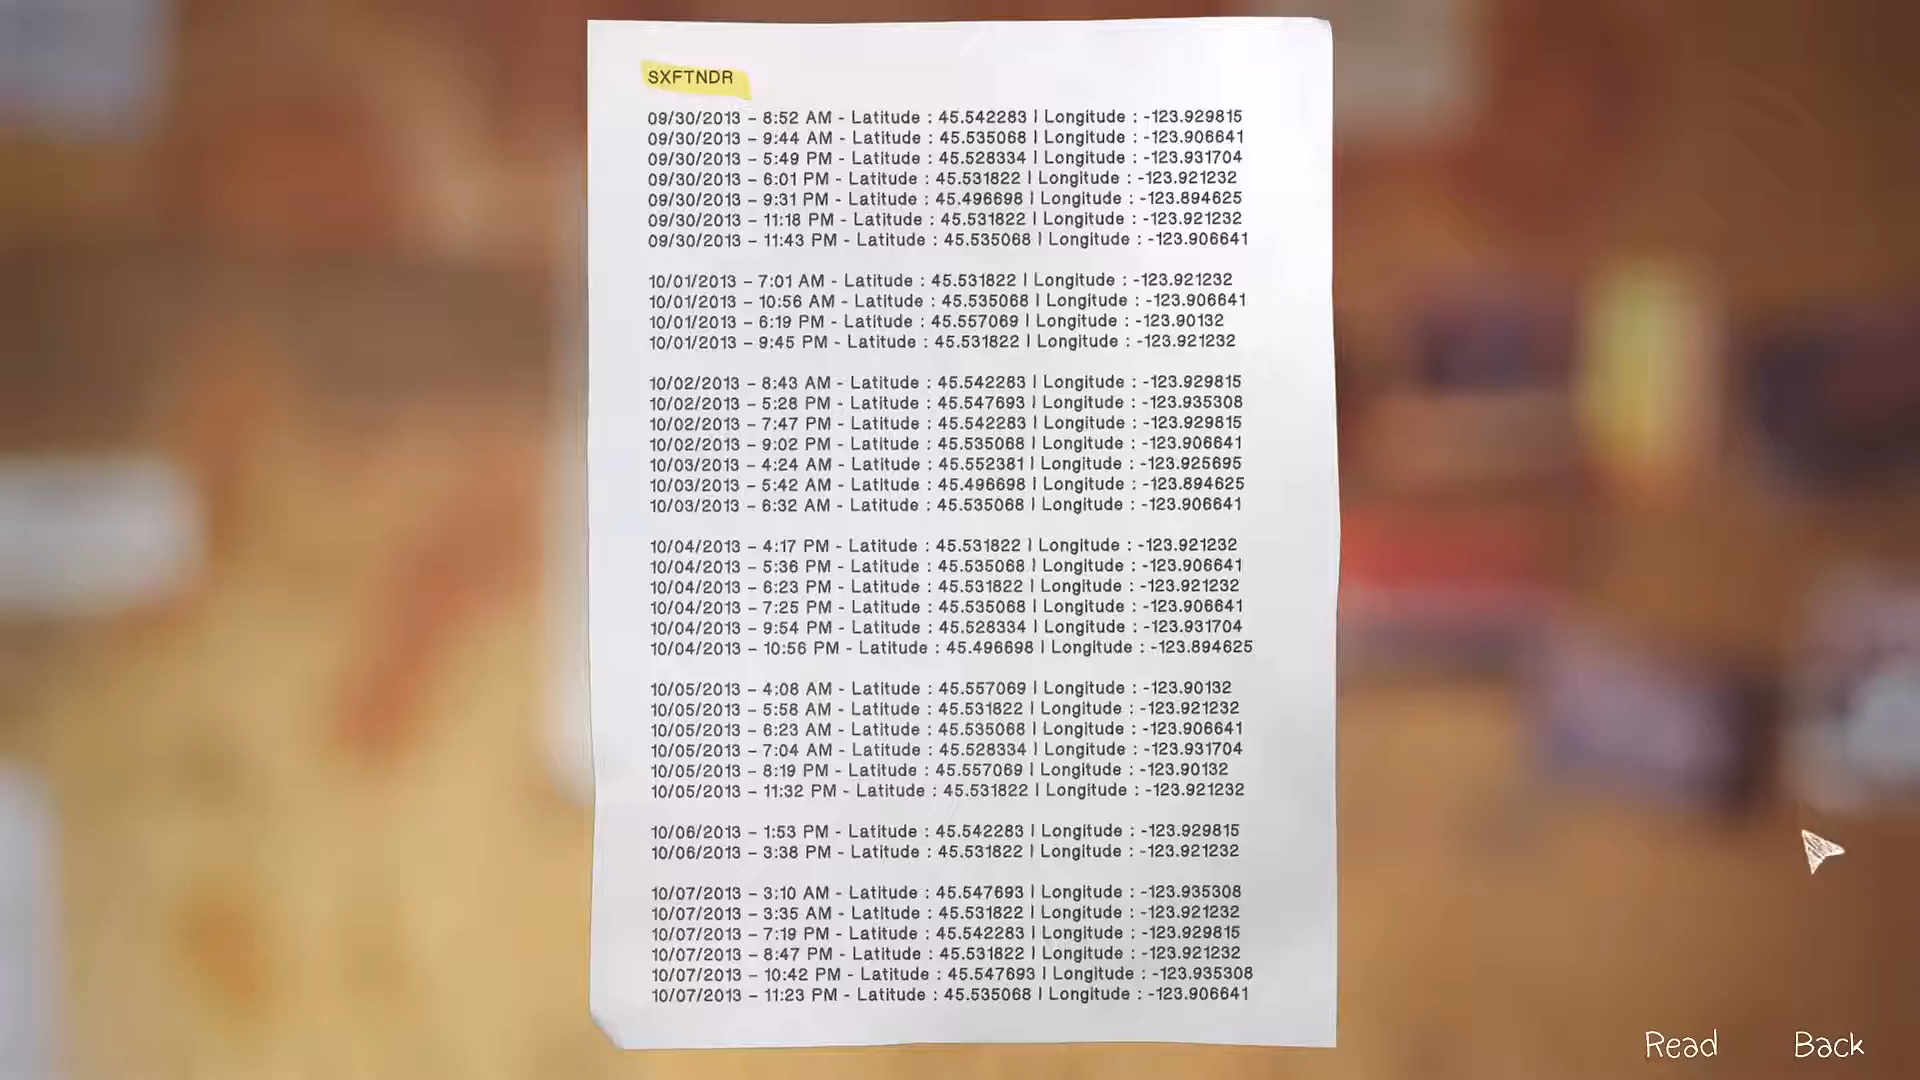 SXFTNDR
09/30/2013 – 8:52 AM - Latitude : 45.542283 | Longitude : -123.929815
09/30/2013 – 9:44 AM - Latitude : 45.535068 | Longitude : -123.906641
09/30/2013 – 5:49 PM - Latitude : 45.528334 | Longitude : -123.931704
09/30/2013 – 6:01 PM - Latitude : 45.531822 | Longitude : -123.921232
09/30/2013 – 9:31 PM - Latitude : 45.496698 | Longitude : -123.894625
09/30/2013 – 11:18 PM - Latitude : 45.531822 | Longitude : -123.921232
09/30/2013 – 11:43 PM - Latitude : 45.535068 | Longitude : -123.906641
10/01/2013 – 7:01 AM - Latitude : 45.531822 | Longitude : -123.921232
10/01/2013 – 10:56 AM - Latitude : 45.535068 | Longitude : -123.906641
10/01/2013 – 6:19 PM - Latitude : 45.557069 | Longitude : -123.90132
10/01/2013 – 9:45 PM - Latitude : 45.531822 | Longitude : -123.921232
10/02/2013 – 8:43 AM - Latitude : 45.542283 | Longitude : -123.929815
10/02/2013 – 5:28 PM - Latitude : 45.547693 | Longitude : -123.935308
10/02/2013 – 7:47 PM - Latitude : 45.542283 | Longitude : -123.929815
10/02/2013 – 9:02 PM - Latitude : 45.535068 | Longitude : -123.906641
10/03/2013 – 4:24 AM - Latitude : 45.552381 | Longitude : -123.925695
10/03/2013 – 5:42 AM - Latitude : 45.496698 | Longitude : -123.894625
10/03/2013 – 6:32 AM - Latitude : 45.535068 | Longitude : -123.906641
10/04/2013 – 4:17 PM - Latitude : 45.531822 | Longitude : -123.921232
10/04/2013 – 5:36 PM - Latitude : 45.535068 | Longitude : -123.906641
10/04/2013 – 6:23 PM - Latitude : 45.531822 | Longitude : -123.921232
10/04/2013 – 7:25 PM - Latitude : 45.535068 | Longitude : -123.906641
10/04/2013 – 9:54 PM - Latitude : 45.528334 | Longitude : -123.931704
10/04/2013 – 10:56 PM - Latitude : 45.496698 | Longitude : -123.894625
10/05/2013 – 4:08 AM - Latitude : 45.557069 | Longitude : -123.90132
10/05/2013 – 5:58 AM - Latitude : 45.531822 | Longitude : -123.921232
10/05/2013 – 6:23 AM - Latitude : 45.535068 | Longitude : -123.906641
10/05/2013 – 7:04 AM - Latitude : 45.528334 | Longitude : -123.931704
10/05/2013 – 8:19 PM - Latitude : 45.557069 | Longitude : -123.90132
10/05/2013 – 11:32 PM - Latitude : 45.531822 | Longitude : -123.921232
10/06/2013 – 1:53 PM - Latitude : 45.542283 | Longitude : -123.929815
10/06/2013 – 3:38 PM - Latitude : 45.531822 | Longitude : -123.921232
10/07/2013 – 3:10 AM - Latitude : 45.547693 | Longitude : -123.935308
10/07/2013 – 3:35 AM - Latitude : 45.531822 | Longitude : -123.921232
10/07/2013 – 7:19 PM - Latitude : 45.542283 | Longitude : -123.929815
10/07/2013 – 8:47 PM - Latitude : 45.531822 | Longitude : -123.921232
10/07/2013 – 10:42 PM - Latitude : 45.547693 | Longitude : -123.935308
10/07/2013 – 11:23 PM - Latitude : 45.535068 | Longitude : -123.906641
Read Back